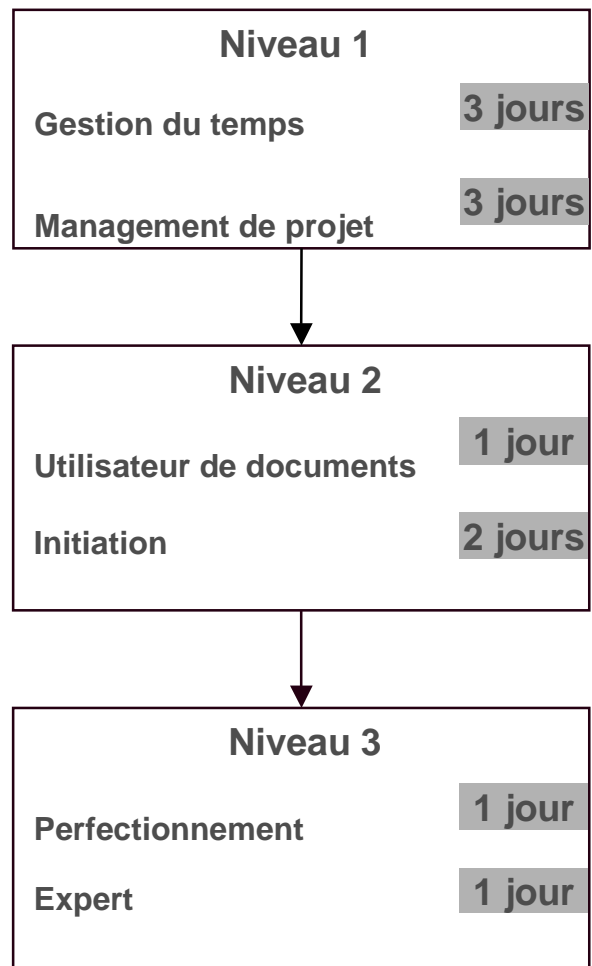 Niveau 1
Gestion du temps 3 jours
Management de projet 3 jours
Niveau 2
Utilisateur de documents 1 jour
Initiation 2 jours
Niveau 3
Perfectionnement 1 jour
Expert 1 jour